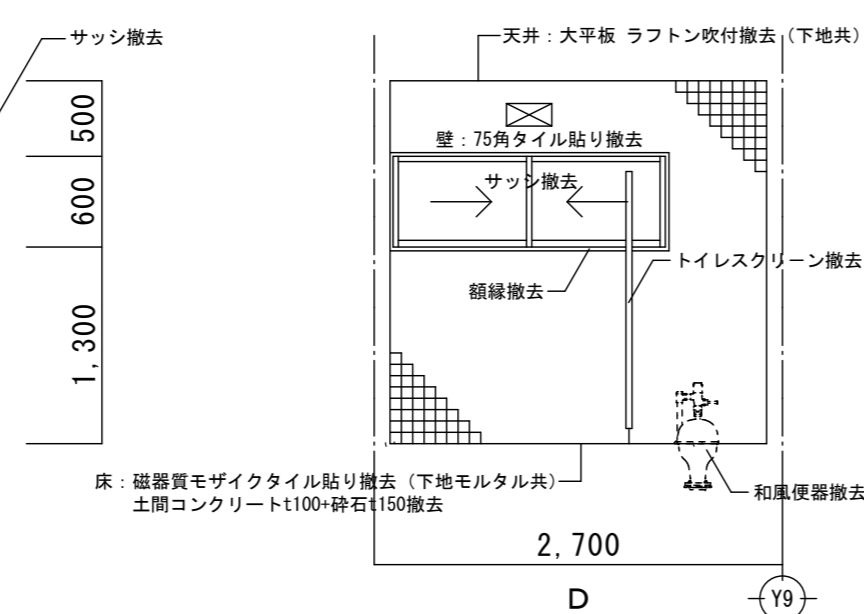 サッシ撤去
天井：大平板 ラフトン吹付撤去（下地共）
500
壁：75角タイル貼り撤去
サッシ撤去
600
トイレスクリーン撤去
額縁撤去
1,300
床：磁器質モザイクタイル貼り撤去（下地モルタル共）
土間コンクリートt100+砕石t150撤去
和風便器撤去
2,700
D
Y9